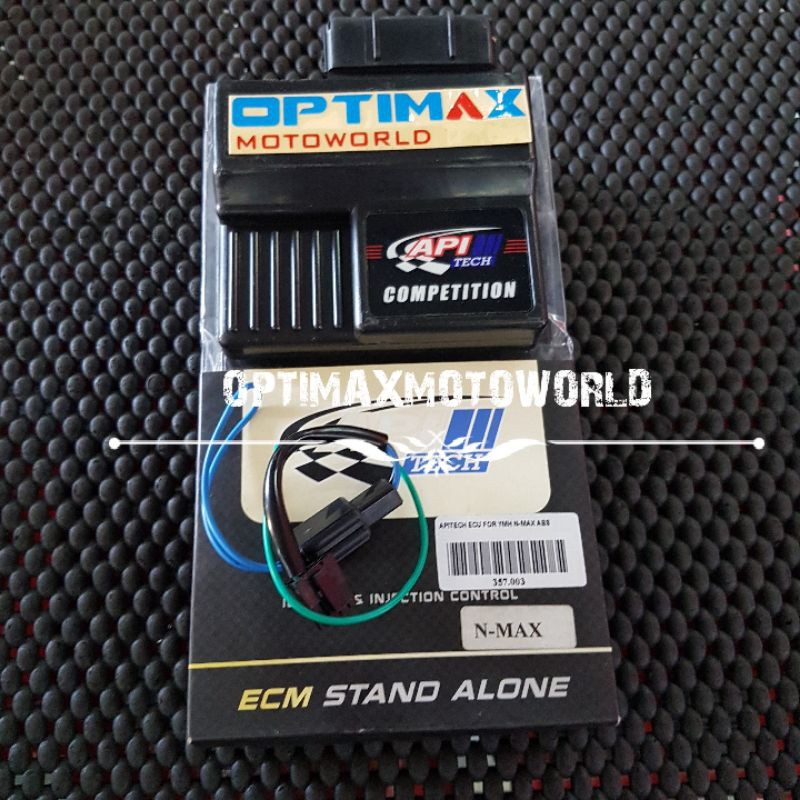 OPTIMAX
MOTOWORLD
API
TECH
COMPETITION
OPTIMAXMOTOWORLD
TECH
APITECH ECU FOR YMH N-MAX ABS
357.003
& INJECTION CONTROL
N-MAX
ECM STAND ALONE